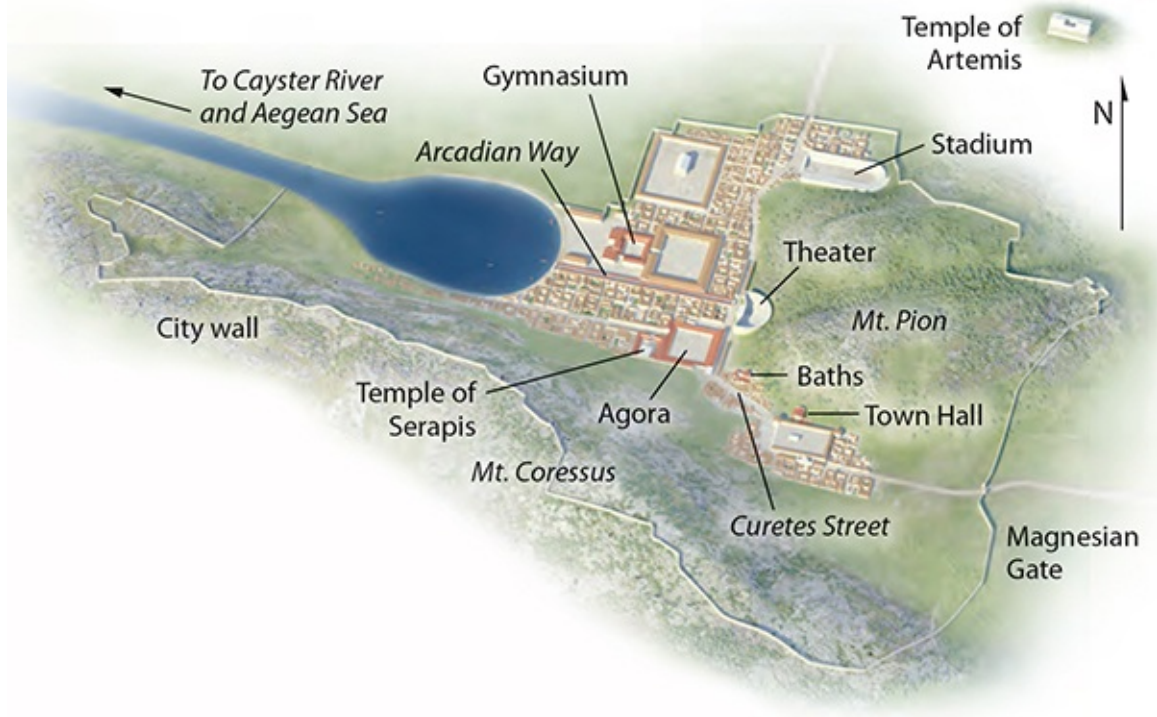 Temple of
Artemis
To Cayster River
and Aegean Sea
Gymnasium
N
Arcadian Way
Stadium
Theater
City wall
Mt. Pion
Temple of
Serapis
Agora
Baths
Town Hall
Mt. Coressus
Curetes Street
Magnesian
Gate